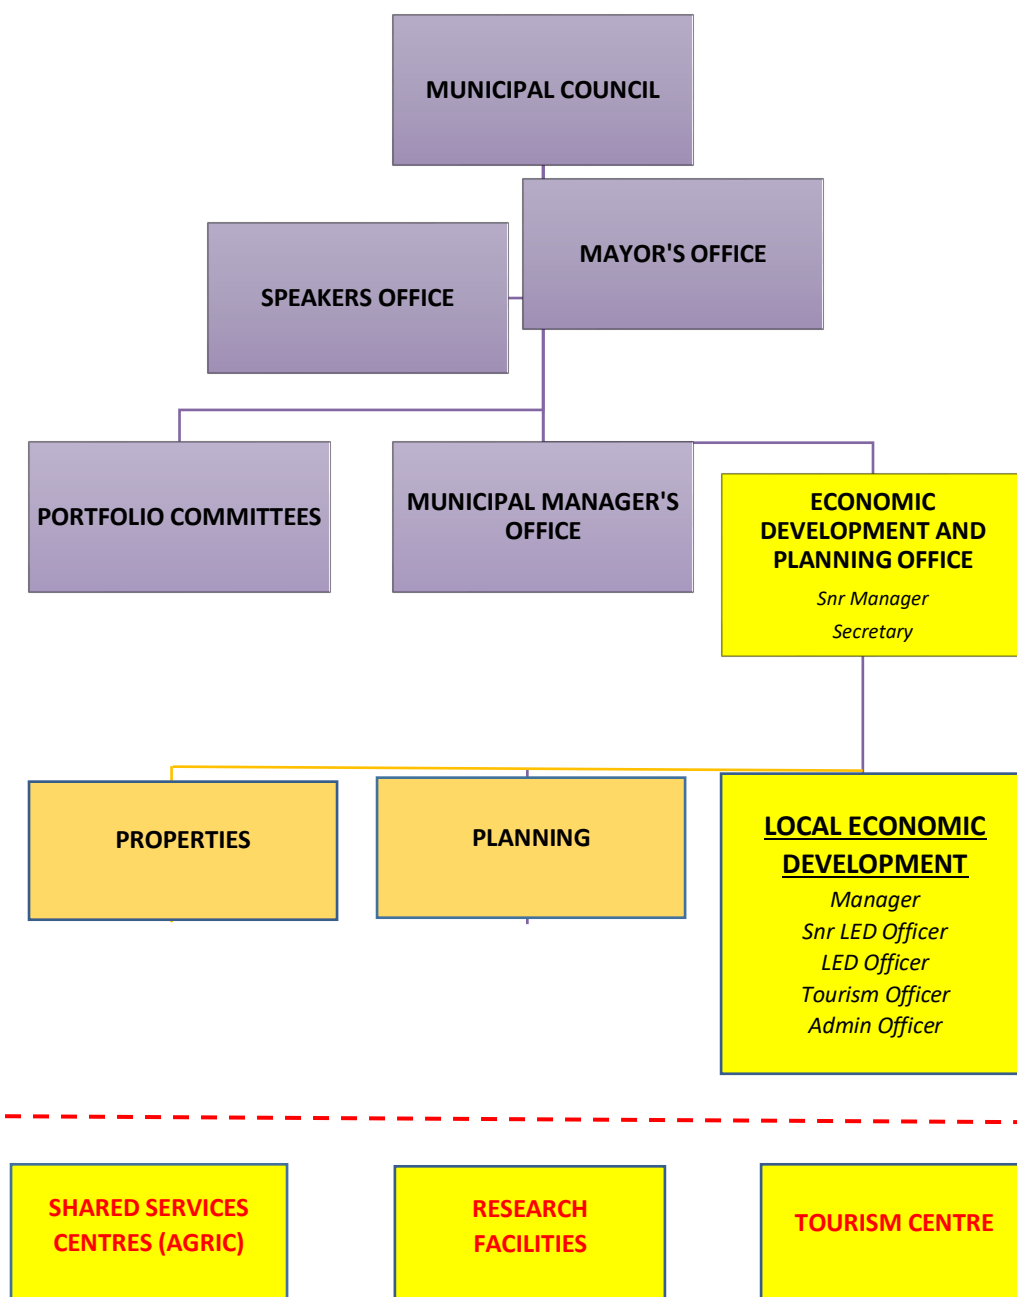 MUNICIPAL COUNCIL
MAYOR'S OFFICE
SPEAKERS OFFICE
PORTFOLIO COMMITTEES
MUNICIPAL MANAGER'S
OFFICE
ECONOMIC
DEVELOPMENT AND
PLANNING OFFICE
Snr Manager
Secretary
PROPERTIES
PLANNING
LOCAL ECONOMIC
DEVELOPMENT
Manager
Snr LED Officer
LED Officer
Tourism Officer
Admin Officer
SHARED SERVICES
CENTRES (AGRIC)
RESEARCH
FACILITIES
TOURISM CENTRE